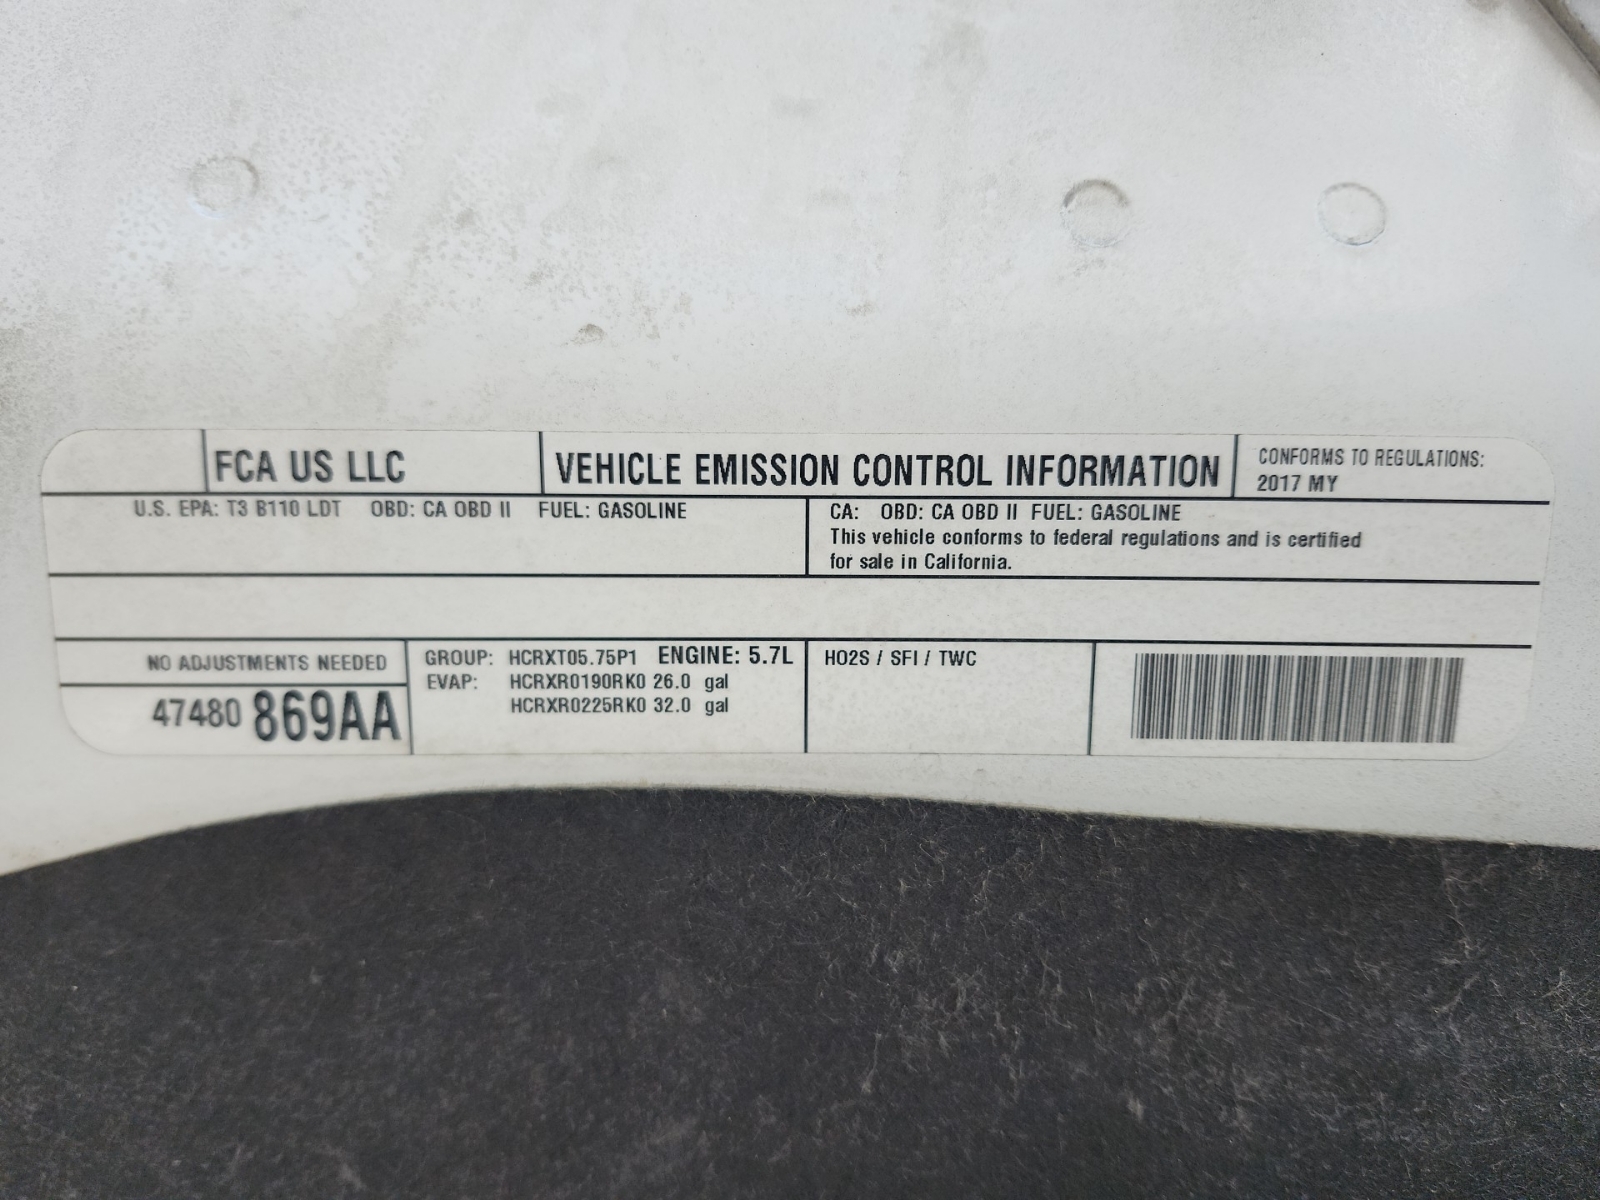 FCA US LLC
VEHICLE EMISSION CONTROL INFORMATION
CONFORMS TO REGULATIONS:
2017 MY
U.S. EPA: T3 B110 LDT OBD: CA OBD II FUEL: GASOLINE
CA: OBD: CA OBD II FUEL: GASOLINE
This vehicle conforms to federal regulations and is certified
for sale in California.
NO ADJUSTMENTS NEEDED
47480 869AA
GROUP: HCRXT05.75P1 ENGINE: 5.7L
EVAP: HCRXR0190RK0 26.0 gal
HCRXR0225RK0 32.0 gal
HO2S / SFI / TWC